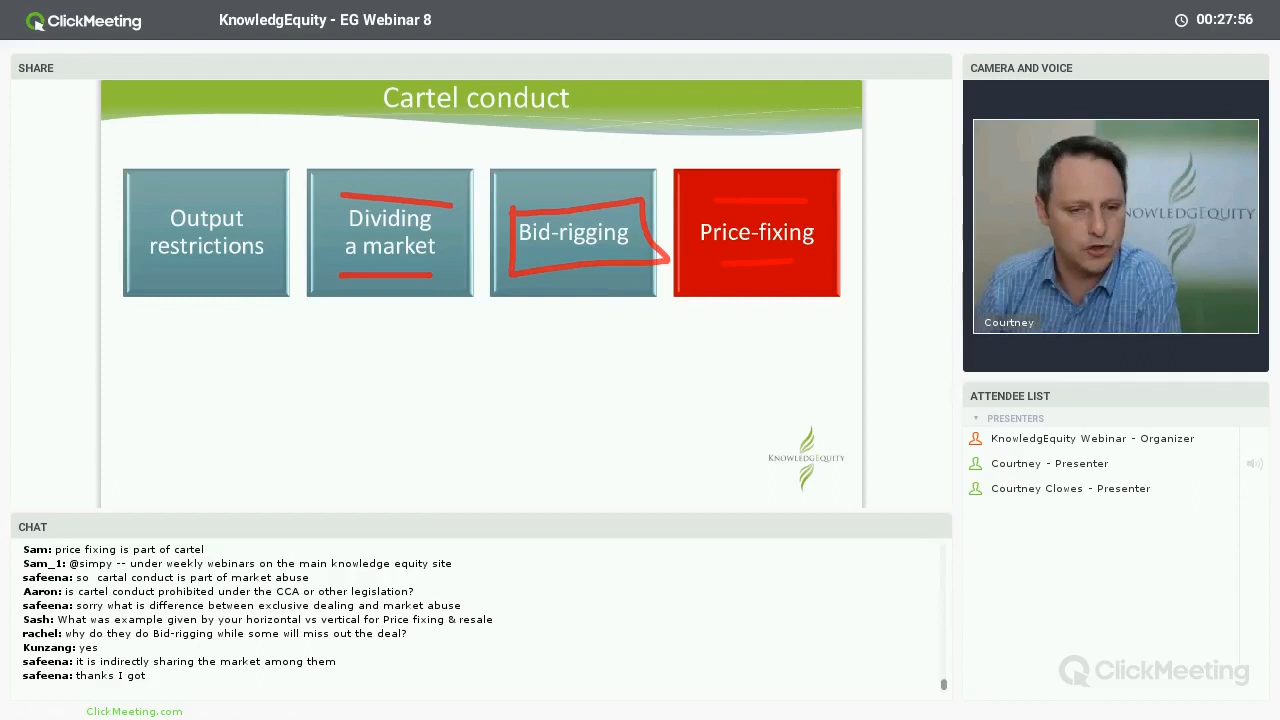 ClickMeeting
KnowledgEquity - EG Webinar 8
00:27:56
SHARE
Cartel conduct
Output
restrictions
Dividing
a market
Bid-rigging
Price-fixing
KNOWLEDGEQUITY
CAMERA AND VOICE
KNOWLEDGEQUITY
Courtney
ATTENDEE LIST
PRESENTERS
KnowledgEquity Webinar - Organizer
Courtney - Presenter
Courtney Clowes - Presenter
CHAT
Sam: price fixing is part of cartel
Sam_1: @simpy -- under weekly webinars on the main knowledge equity site
safeena: so cartal conduct is part of market abuse
Aaron: is cartel conduct prohibited under the CCA or other legislation?
safeena: sorry what is difference between exclusive dealing and market abuse
Sash: What was example given by your horizontal vs vertical for Price fixing & resale
rachel: why do they do Bid-rigging while some will miss out the deal?
Kunzang: yes
safeena: it is indirectly sharing the market among them
safeena: thanks I got
ClickMeeting
ClickMeeting.com